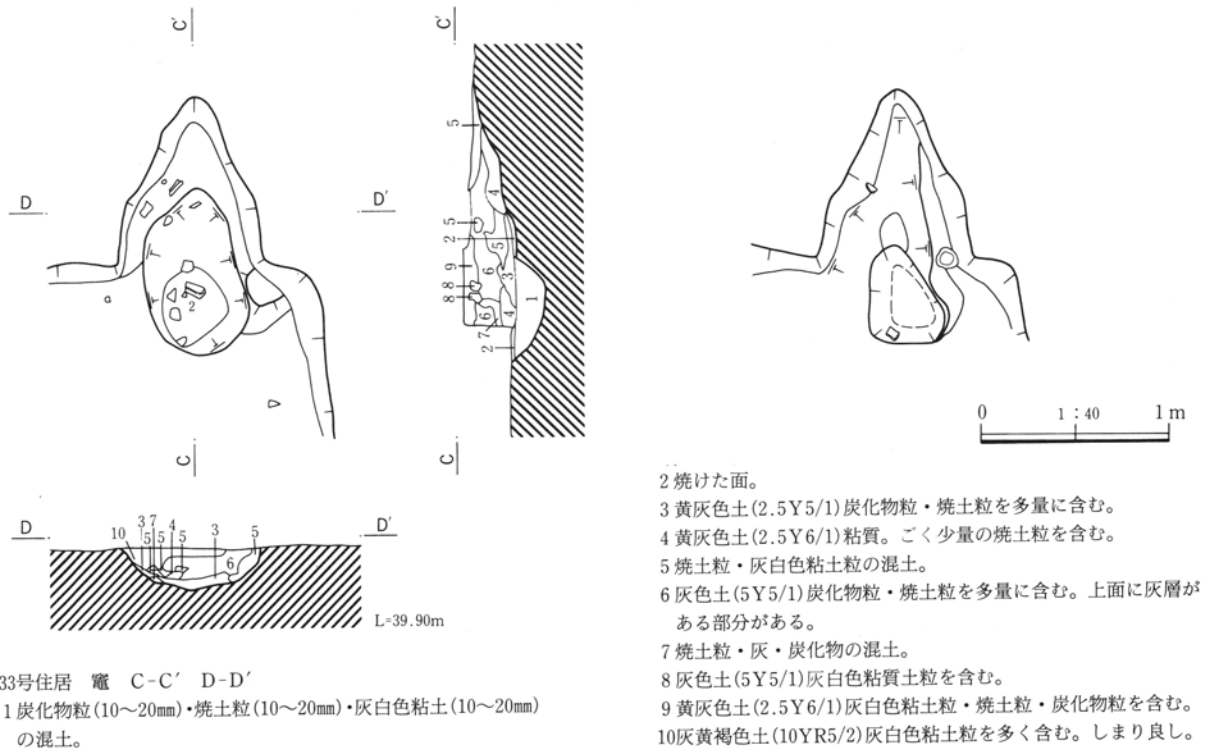 C′
C′
D
D′
2
C
C
5
4
5
2
5
9
6
3
8
8
6
4
7
2
1
0
1:40
1m
D
D′
10
3
5
7
5
4
5
3
5
6
L=39.90m
33号住居 竈 C-C′ D-D′
1 炭化物粒(10～20㎜)・焼土粒(10～20㎜)・灰白色粘土(10～20㎜)
の混土。
2 焼けた面。
3 黄灰色土(2.5Y5/1)炭化物粒・焼土粒を多量に含む。
4 黄灰色土(2.5Y6/1)粘質。ごく少量の焼土粒を含む。
5 焼土粒・灰白色粘土粒の混土。
6 灰色土(5Y5/1)炭化物粒・焼土粒を多量に含む。上面に灰層が
ある部分がある。
7 焼土粒・灰・炭化物の混土。
8 灰色土(5Y5/1)灰白色粘質土粒を含む。
9 黄灰色土(2.5Y6/1)灰白色粘土粒・焼土粒・炭化物粒を含む。
10灰黄褐色土(10YR5/2)灰白色粘土粒を多く含む。しまり良し。